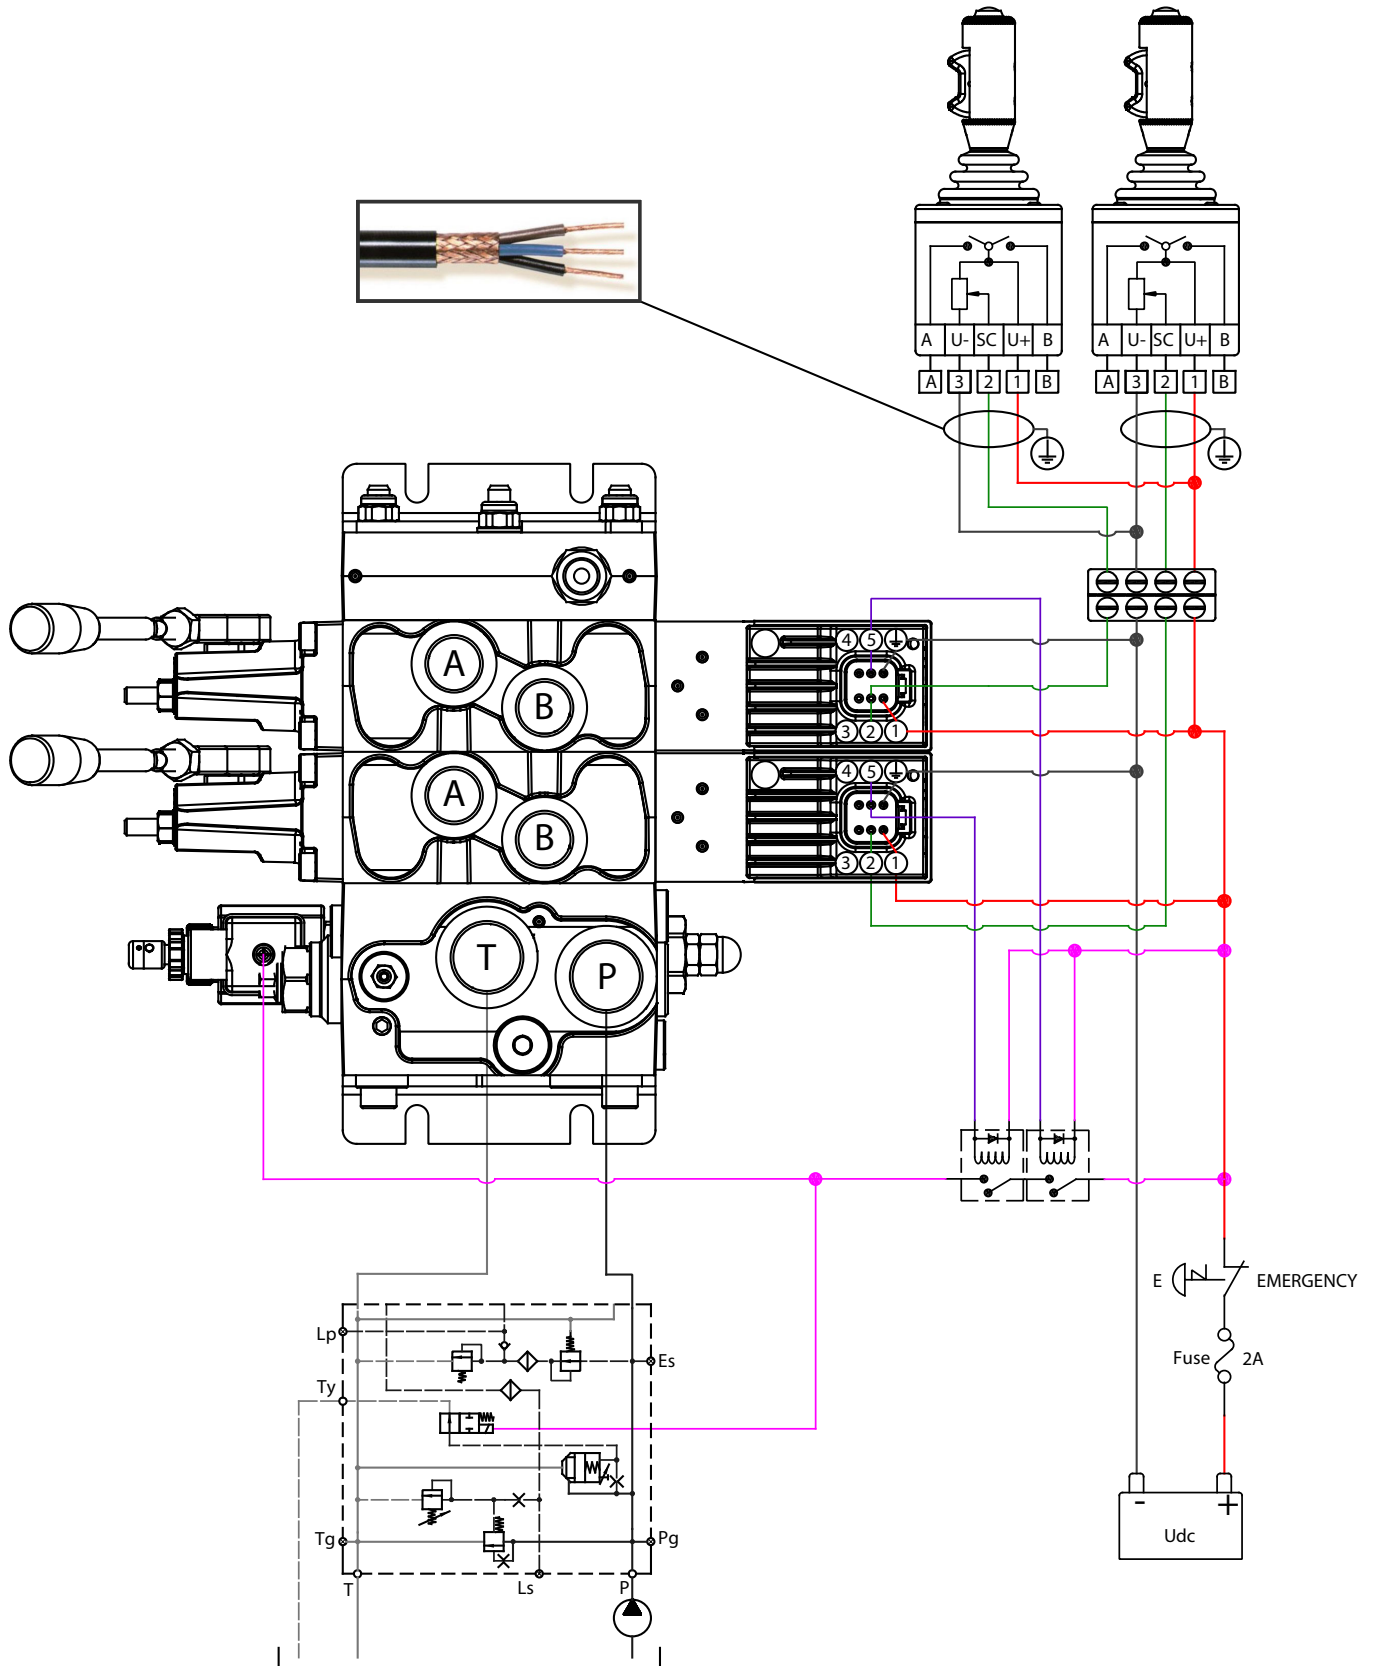 A U- SC U+ B A U- SC U+ B
A 3 2 1 B A 3 2 1 B
A
B
4 5
3 2 1
A
B
4 5
3 2 1
T
P
E EMERGENCY
Lp
Es
Fuse 2A
Ty
- +
Udc
Tg
Pg
T
Ls
P